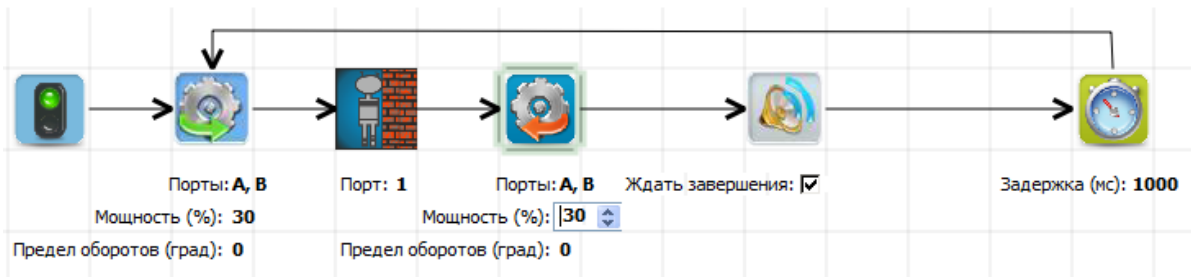 Порты: A, B Порт: 1 Порты: A, B Ждать завершения: Задержка (мс): 1000
Мощность (%): 30 Мощность (%): 30
Предел оборотов (град): 0 Предел оборотов (град): 0